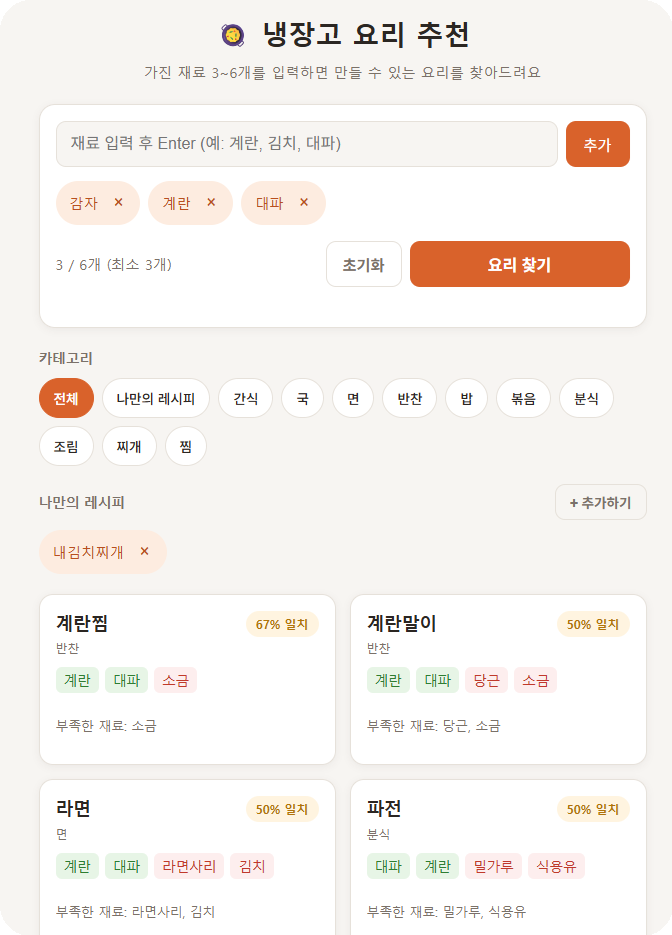 냉장고 요리 추천
가진 재료 3~6개를 입력하면 만들 수 있는 요리를 찾아드려요
재료 입력 후 Enter (예: 계란, 김치, 대파) 추가
감자 × 계란 × 대파 ×
3 / 6개 (최소 3개) 초기화 요리 찾기
카테고리
전체 나만의 레시피 간식 국 면 반찬 밥 볶음 분식
조림 찌개 찜
나만의 레시피 + 추가하기
내김치찌개 ×
계란찜 67% 일치
반찬
계란 대파 소금
부족한 재료: 소금
계란말이 50% 일치
반찬
계란 대파 당근 소금
부족한 재료: 당근, 소금
라면 50% 일치
면
계란 대파 라면사리 김치
부족한 재료: 라면사리, 김치
파전 50% 일치
분식
대파 계란 밀가루 식용유
부족한 재료: 밀가루, 식용유